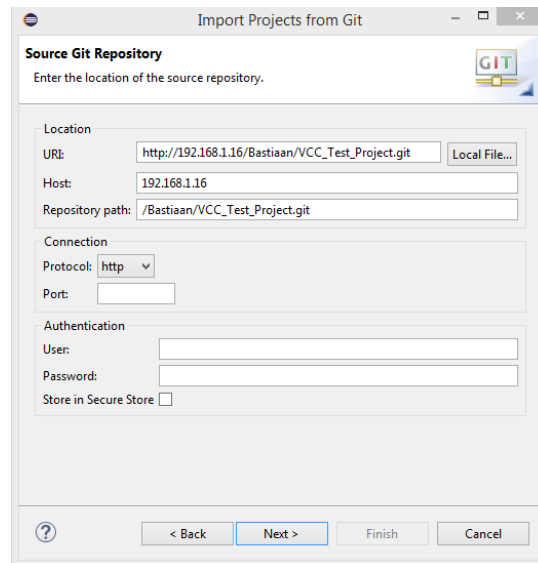 Import Projects from Git
Source Git Repository
Enter the location of the source repository.
GIT
Location
URI: http://192.168.1.16/Bastiaan/VCC_Test_Project.git Local File...
Host: 192.168.1.16
Repository path: /Bastiaan/VCC_Test_Project.git
Connection
Protocol: http
Port:
Authentication
User:
Password:
Store in Secure Store
? < Back Next > Finish Cancel